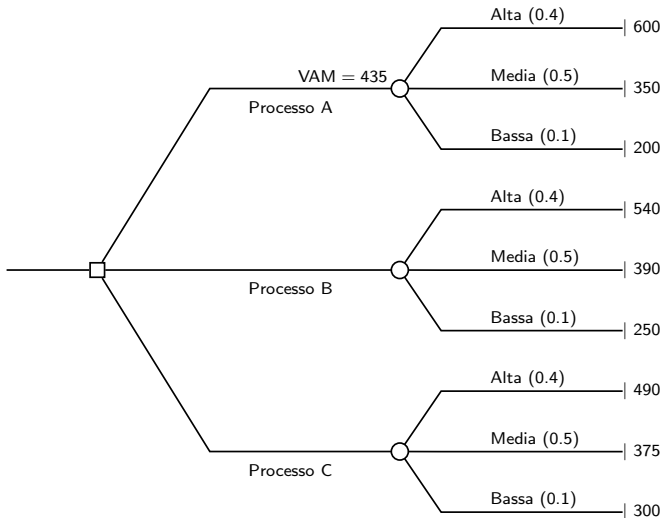 Alta (0.4) 600
VAM = 435 Media (0.5) 350
Processo A
Bassa (0.1) 200
Alta (0.4) 540
Media (0.5) 390
Processo B
Bassa (0.1) 250
Alta (0.4) 490
Media (0.5) 375
Processo C
Bassa (0.1) 300